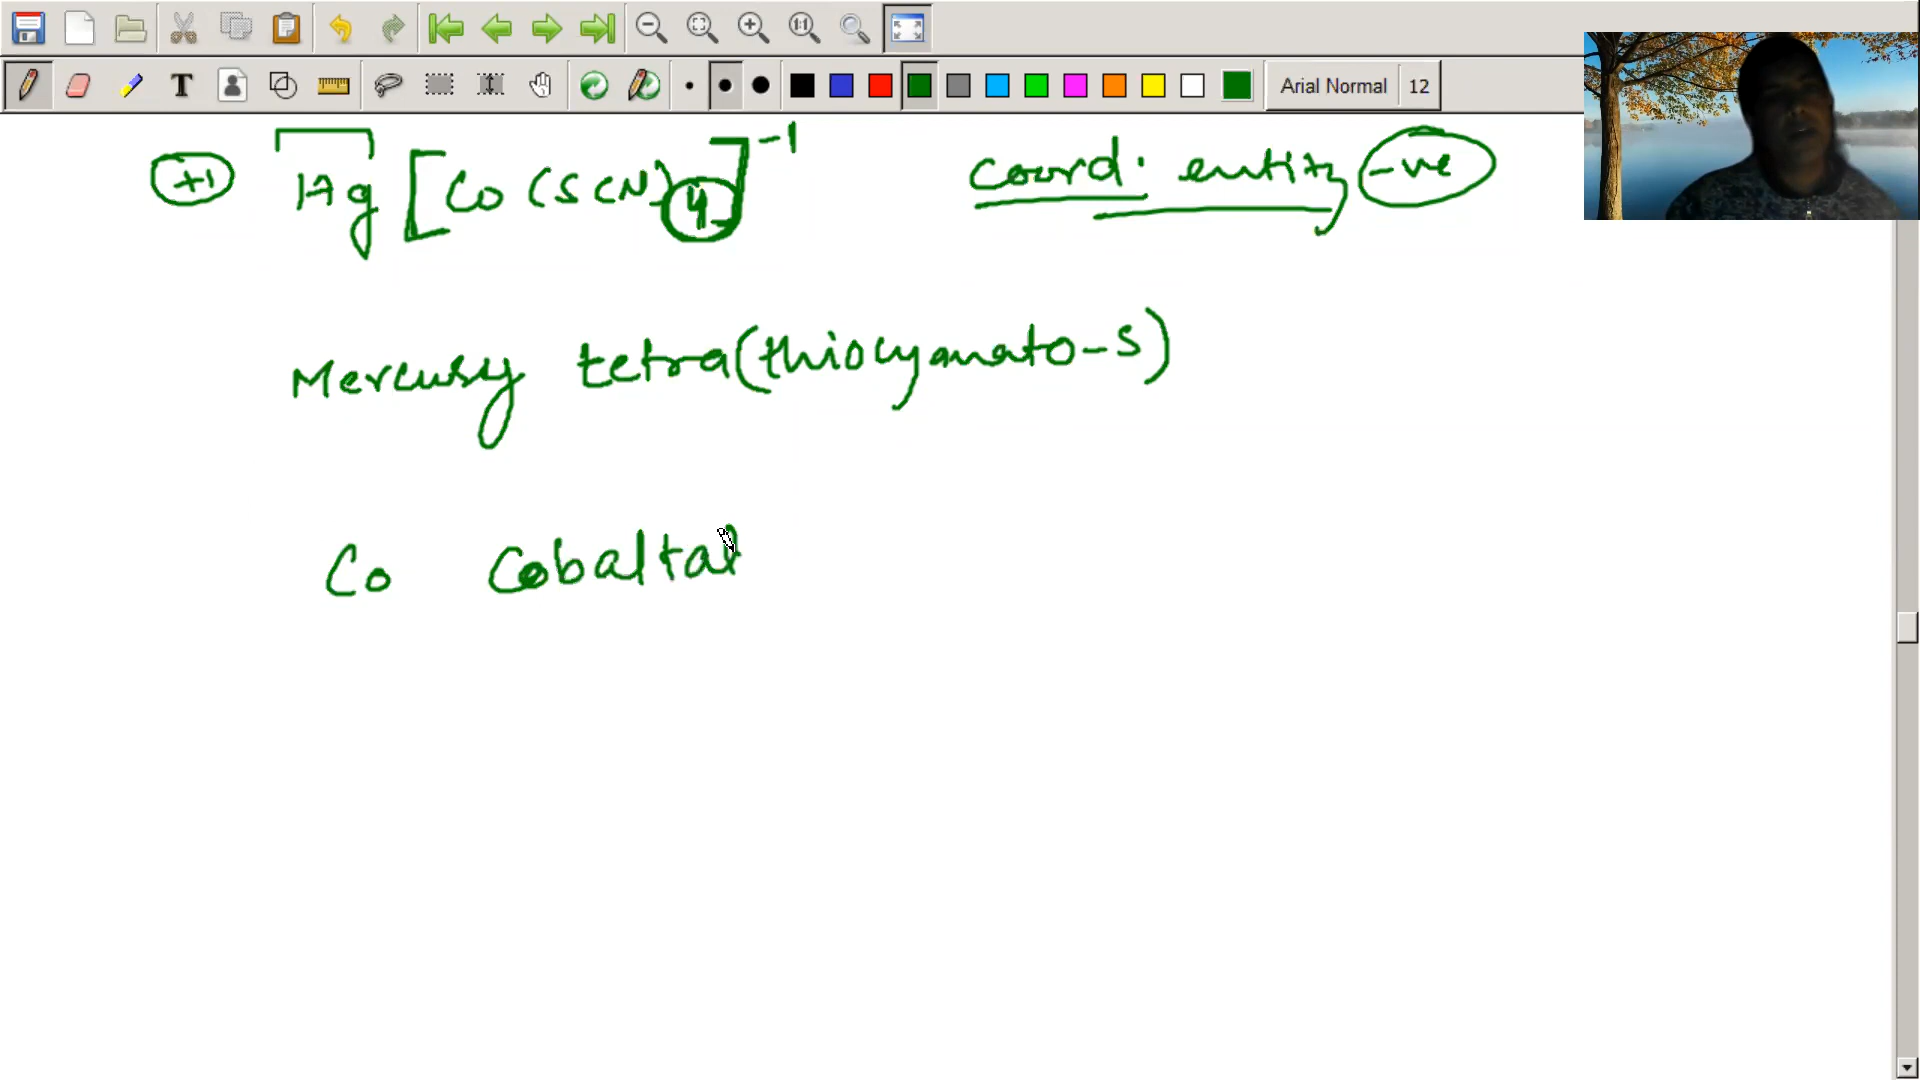 Arial Normal 12
+1 Hg [Co(SCN)4]-1 coord. entity -ve
Mercury tetra(thiocyanato-S)
Co Cobaltat